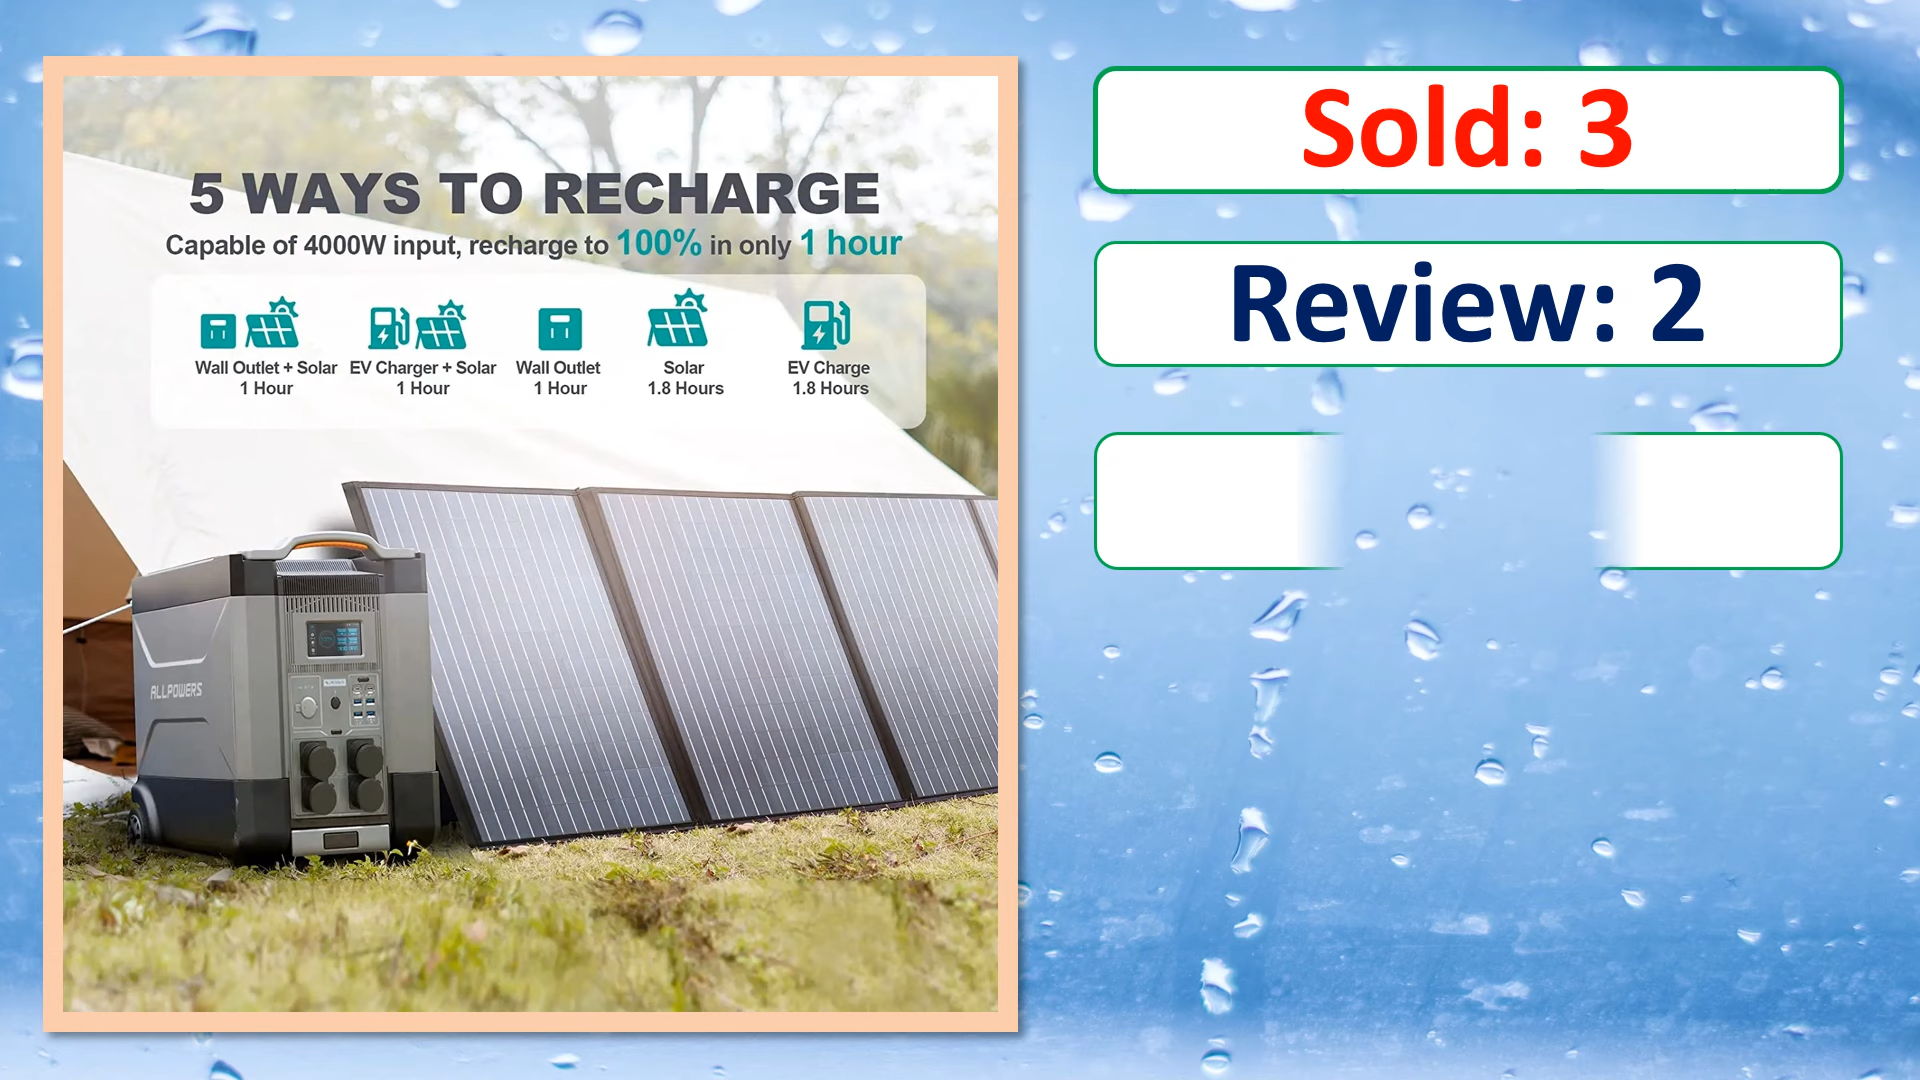 5 WAYS TO RECHARGE
Capable of 4000W input, recharge to 100% in only 1 hour
Wall Outlet + Solar
1 Hour
EV Charger + Solar
1 Hour
Wall Outlet
1 Hour
Solar
1.8 Hours
EV Charge
1.8 Hours
ALLPOWERS
Sold: 3
Review: 2